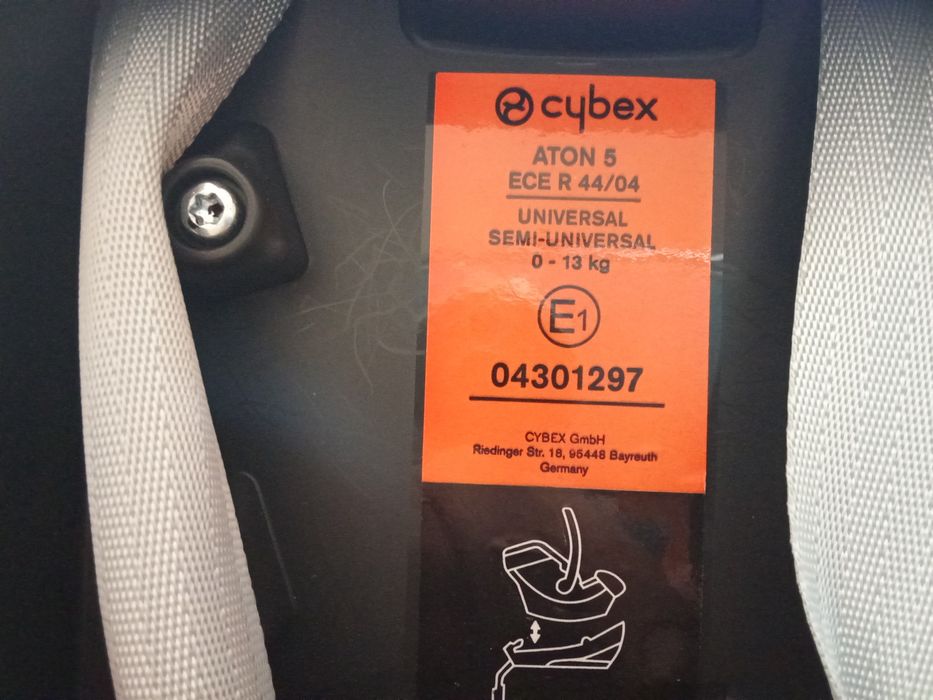 cybex
ATON 5
ECE R 44/04
UNIVERSAL
SEMI-UNIVERSAL
0 - 13 kg
E1
04301297
CYBEX GmbH
Riedinger Str. 18, 95448 Bayreuth
Germany